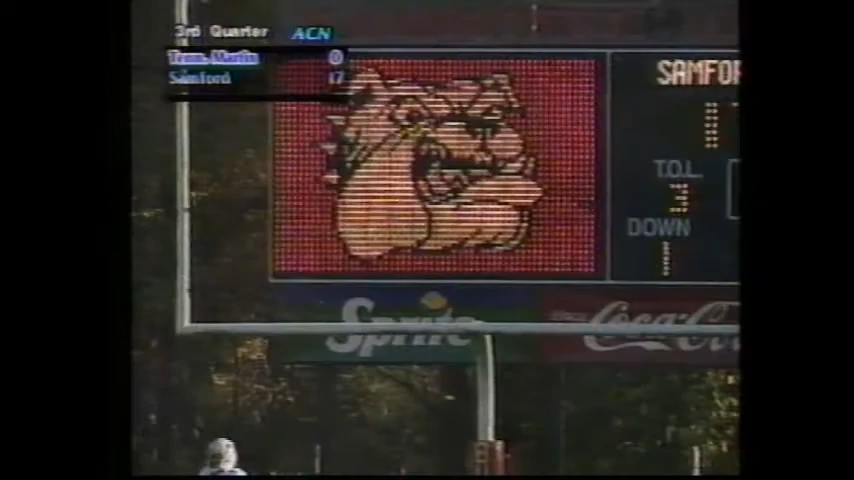 3rd Quarter ACN
Tenn. Martin 0
Samford 17
SAMFOR
T.O.L.
3
DOWN
1
Sprite
Coca-Co